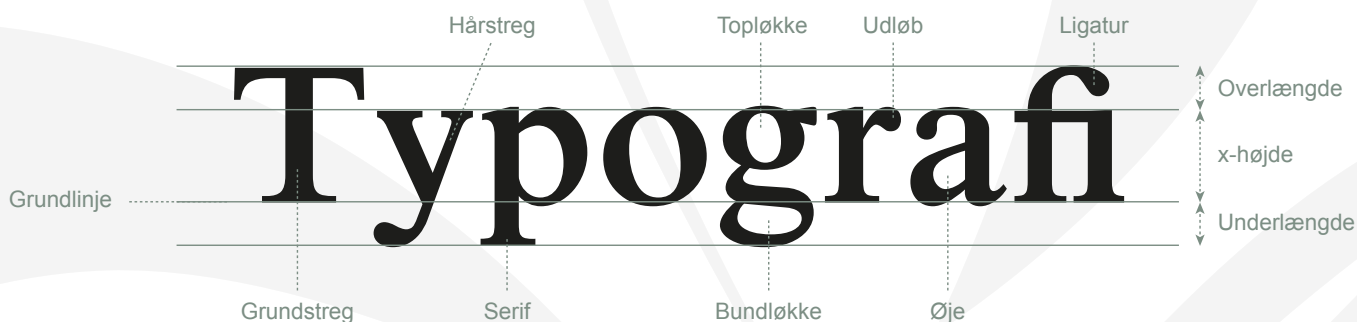 Hårstreg Topløkke Udløb Ligatur
Typografi
Overlængde
x-højde
Grundlinje
Underlængde
Grundstreg Serif Bundløkke Øje